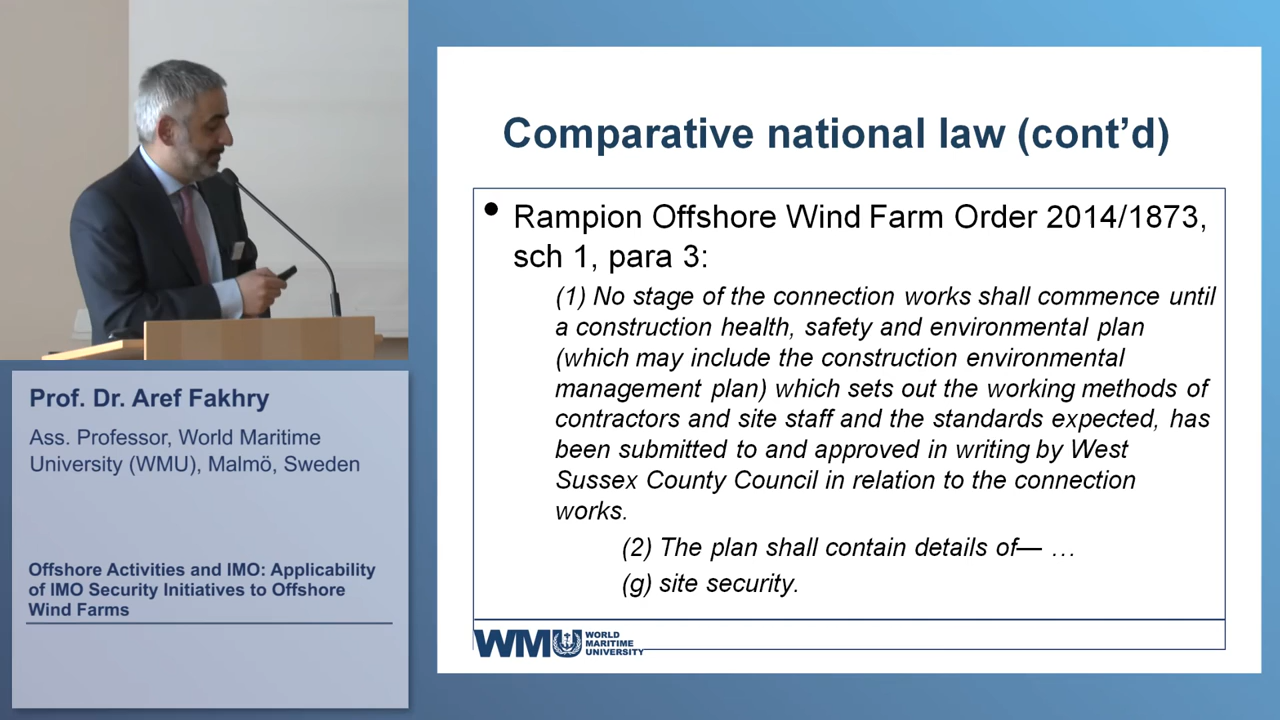 Comparative national law (cont’d)
• Rampion Offshore Wind Farm Order 2014/1873,
sch 1, para 3:
(1) No stage of the connection works shall commence until
a construction health, safety and environmental plan
(which may include the construction environmental
management plan) which sets out the working methods of
contractors and site staff and the standards expected, has
been submitted to and approved in writing by West
Sussex County Council in relation to the connection
works.
(2) The plan shall contain details of— …
(g) site security.
WMU WORLD
MARITIME
UNIVERSITY
Prof. Dr. Aref Fakhry
Ass. Professor, World Maritime
University (WMU), Malmö, Sweden
Offshore Activities and IMO: Applicability
of IMO Security Initiatives to Offshore
Wind Farms